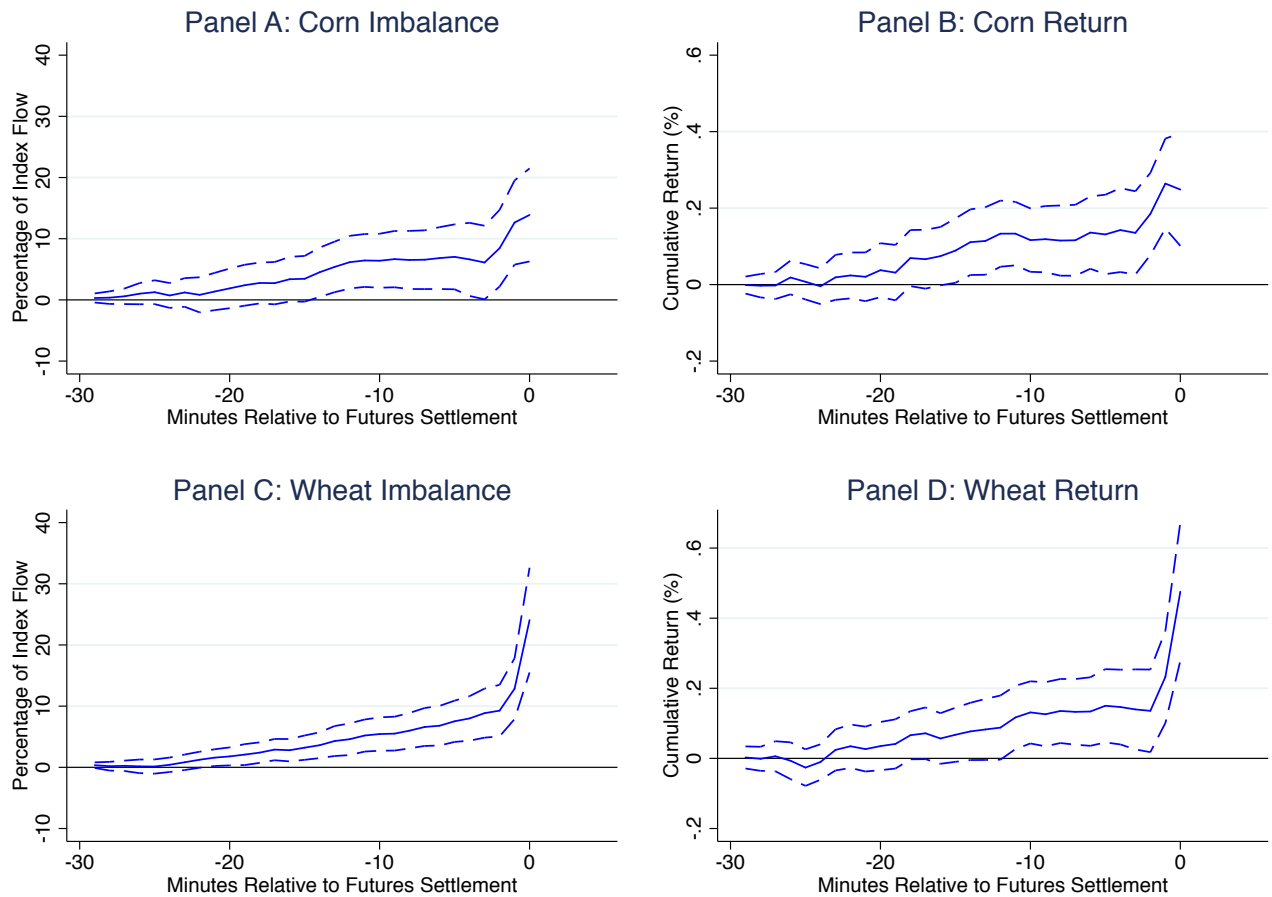 Panel A: Corn Imbalance
Percentage of Index Flow
40
30
20
10
0
-10
-30 -20 -10 0
Minutes Relative to Futures Settlement
Panel B: Corn Return
Cumulative Return (%)
.6
.4
.2
0
-.2
-30 -20 -10 0
Minutes Relative to Futures Settlement
Panel C: Wheat Imbalance
Percentage of Index Flow
40
30
20
10
0
-10
-30 -20 -10 0
Minutes Relative to Futures Settlement
Panel D: Wheat Return
Cumulative Return (%)
.6
.4
.2
0
-.2
-30 -20 -10 0
Minutes Relative to Futures Settlement